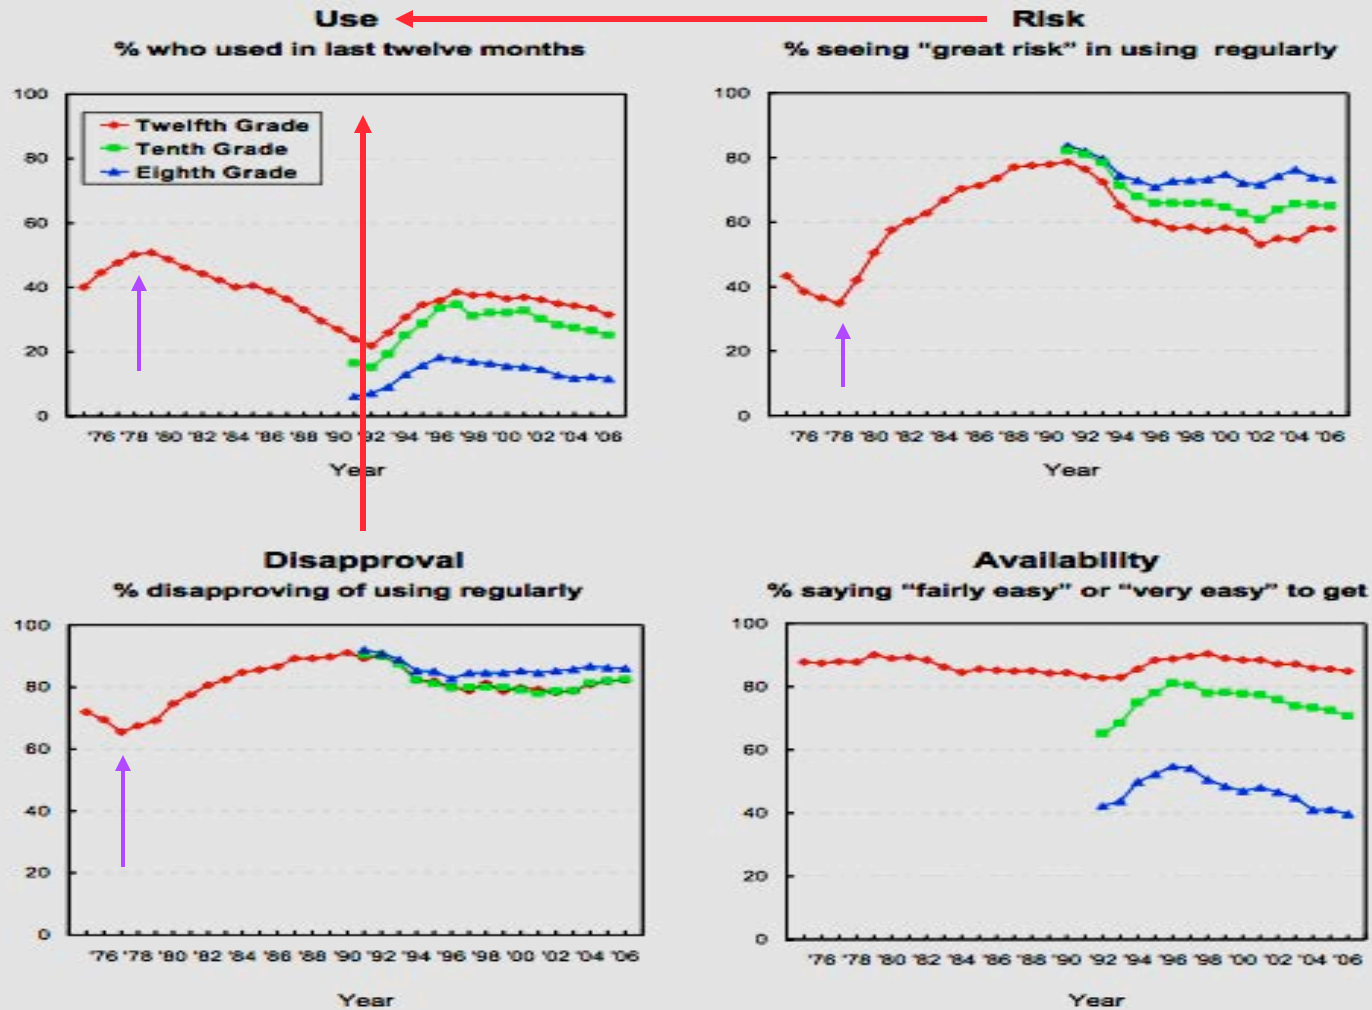 Use
% who used in last twelve months
100
80
60
40
20
0
Twelfth Grade
Tenth Grade
Eighth Grade
'76 '78 '80 '82 '84 '86 '88 '90 '92 '94 '96 '98 '00 '02 '04 '06
Year
Risk
% seeing "great risk" in using regularly
100
80
60
40
20
0
'76 '78 '80 '82 '84 '86 '88 '90 '92 '94 '96 '98 '00 '02 '04 '06
Year
Disapproval
% disapproving of using regularly
100
80
60
40
20
0
'76 '78 '80 '82 '84 '86 '88 '90 '92 '94 '96 '98 '00 '02 '04 '06
Year
Availability
% saying "fairly easy" or "very easy" to get
100
80
60
40
20
0
'76 '78 '80 '82 '84 '86 '88 '90 '92 '94 '96 '98 '00 '02 '04 '06
Year